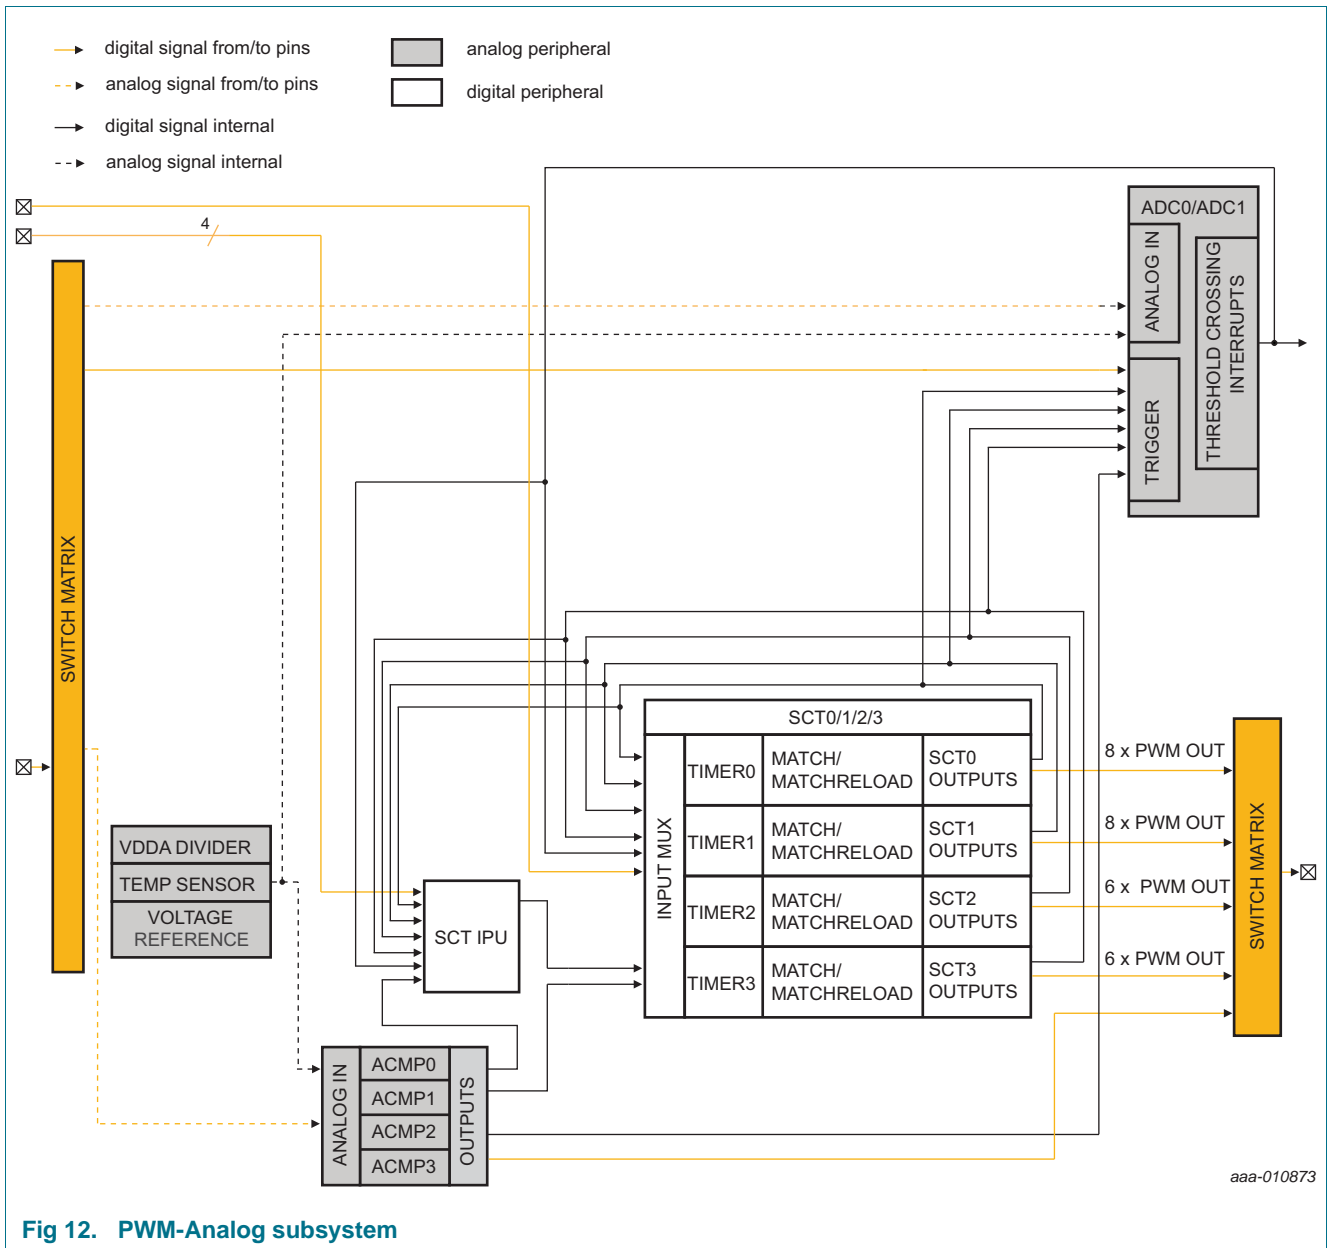 digital signal from/to pins
analog signal from/to pins
digital signal internal
analog signal internal
analog peripheral
digital peripheral
4
ADC0/ADC1
ANALOG IN
THRESHOLD CROSSING
INTERRUPTS
TRIGGER
SWITCH MATRIX
SCT0/1/2/3
INPUT MUX
TIMER0
MATCH/
MATCHRELOAD
SCT0
OUTPUTS
TIMER1
MATCH/
MATCHRELOAD
SCT1
OUTPUTS
TIMER2
MATCH/
MATCHRELOAD
SCT2
OUTPUTS
TIMER3
MATCH/
MATCHRELOAD
SCT3
OUTPUTS
8 x PWM OUT
8 x PWM OUT
6 x PWM OUT
6 x PWM OUT
SWITCH MATRIX
VDDA DIVIDER
TEMP SENSOR
VOLTAGE
REFERENCE
SCT IPU
ANALOG IN
ACMP0
ACMP1
ACMP2
ACMP3
OUTPUTS
aaa-010873
Fig 12. PWM-Analog subsystem